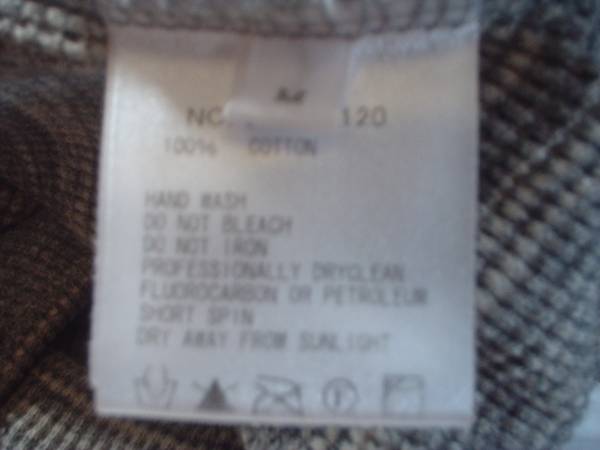 M
NO 120
100% COTTON
HAND WASH
DO NOT BLEACH
DO NOT IRON
PROFESSIONALLY DRYCLEAN
FLUOROCARBON OR PETROLEUM
SHORT SPIN
DRY AWAY FROM SUNLIGHT